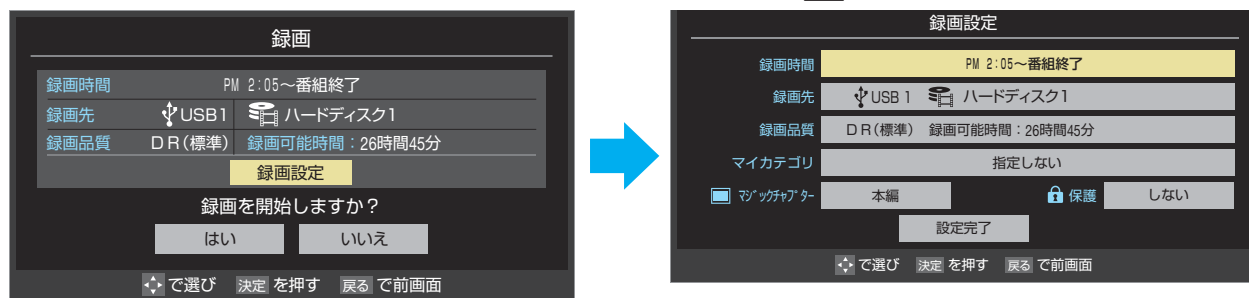 録画
録画時間 PM 2:05～番組終了
録画先 USB1 ハードディスク1
録画品質 DR(標準) 録画可能時間：26時間45分
録画設定
録画を開始しますか？
はい いいえ
で選び 決定 を押す 戻る で前画面
録画設定
録画時間 PM 2:05～番組終了
録画先 USB 1 ハードディスク1
録画品質 DR(標準) 録画可能時間：26時間45分
マイカテゴリ 指定しない
ﾏｼﾞｯｸﾁｬﾌﾟﾀｰ 本編 保護 しない
設定完了
で選び 決定 を押す 戻る で前画面